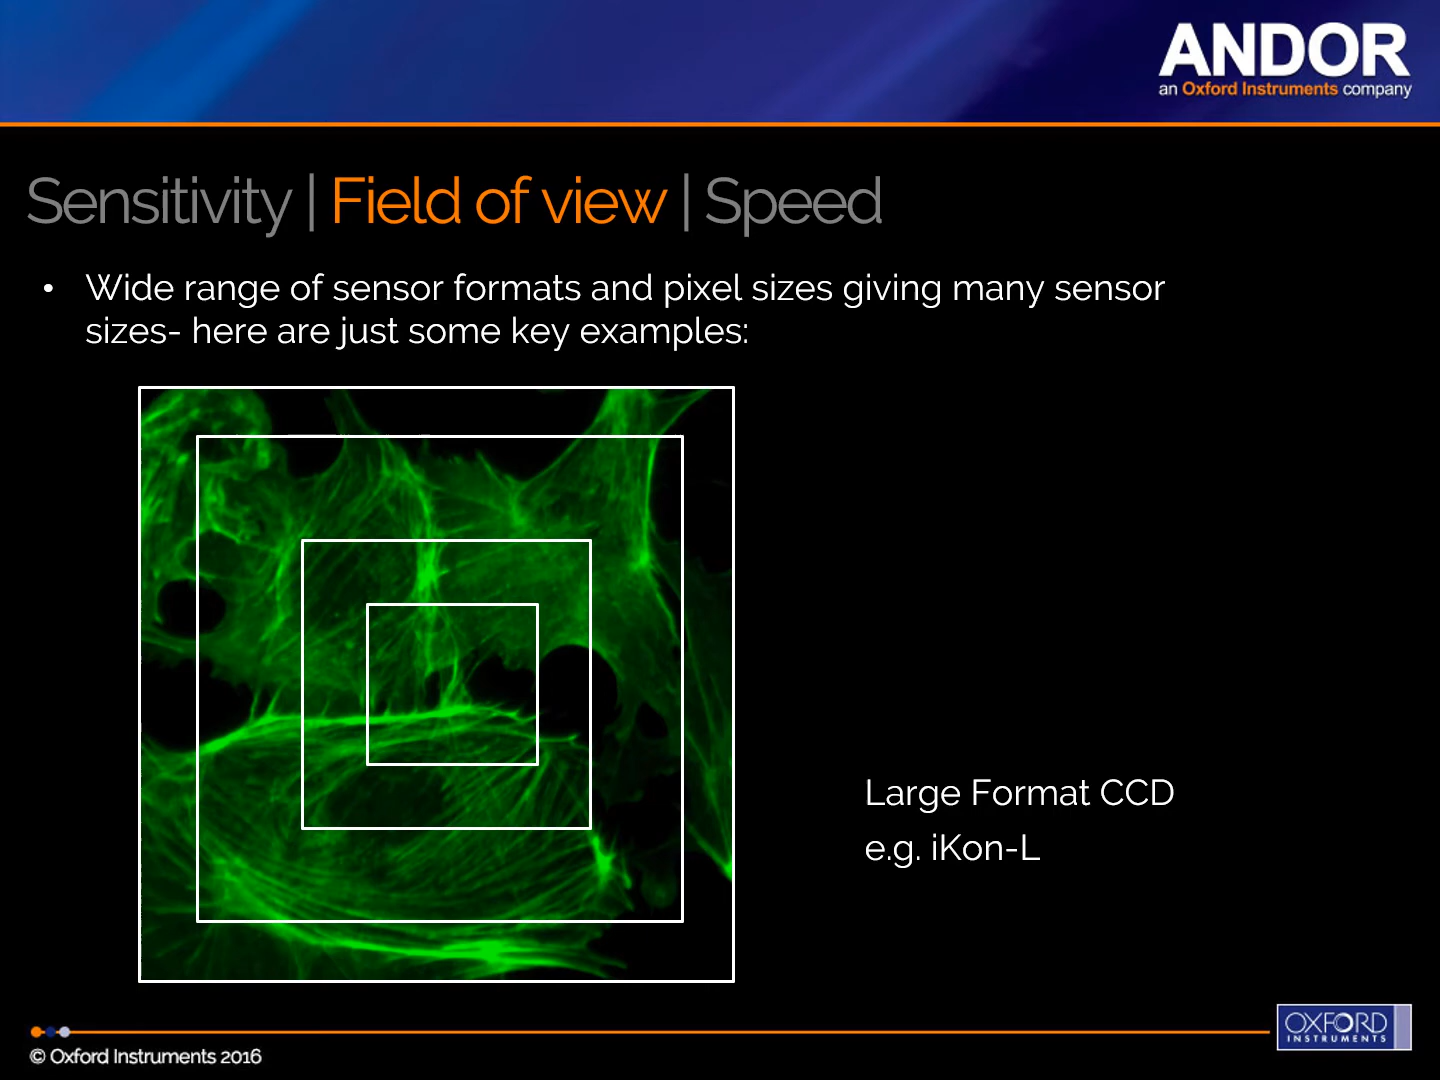 ANDOR
an Oxford Instruments company
Sensitivity | Field of view | Speed
• Wide range of sensor formats and pixel sizes giving many sensor
sizes- here are just some key examples:
Large Format CCD
e.g. iKon-L
OXFORD
INSTRUMENTS
© Oxford Instruments 2016